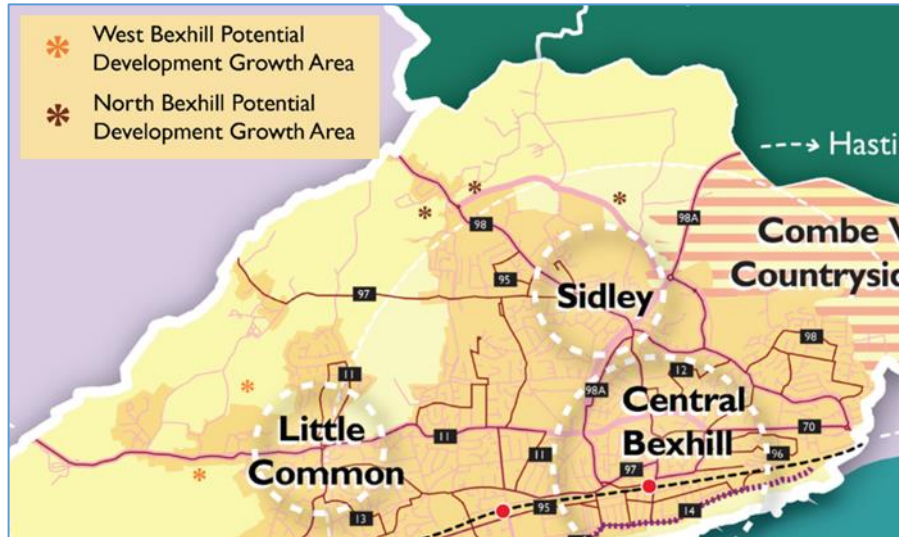 West Bexhill Potential
Development Growth Area
North Bexhill Potential
Development Growth Area
Hasti
98A
98
Combe V
Countrysid
95
Sidley
97
98
11
12
98A
Central
Bexhill
Little
Common
11
70
11
96
97
13
95
14